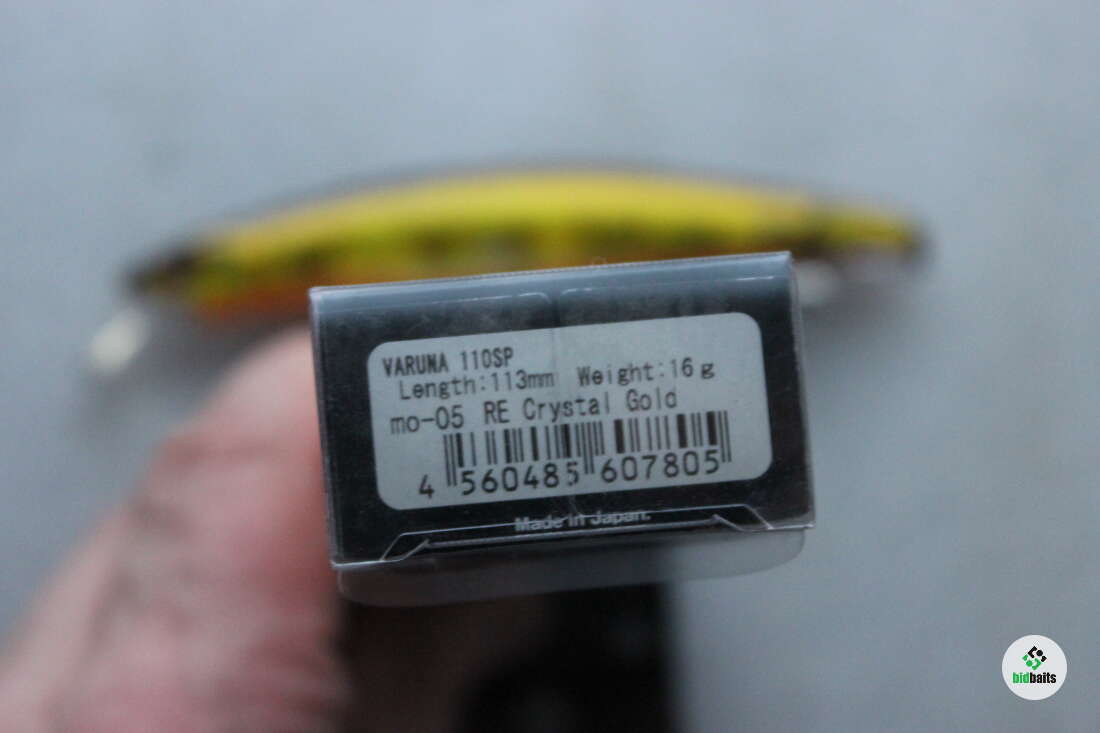 VARUNA 110SP
Length:113mm Weight:16g
mo-05 RE Crystal Gold
4 560485 607805
Made in Japan.
bidbaits